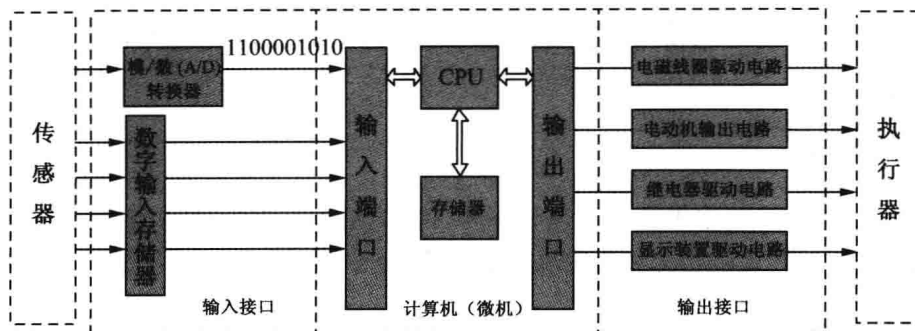 传感器
模/数(A/D)
转换器
1100001010
数字输入存储器
输入接口
输入端口
CPU
存储器
输出端口
计算机（微机）
电磁线圈驱动电路
电动机输出电路
继电器驱动电路
显示装置驱动电路
输出接口
执行器